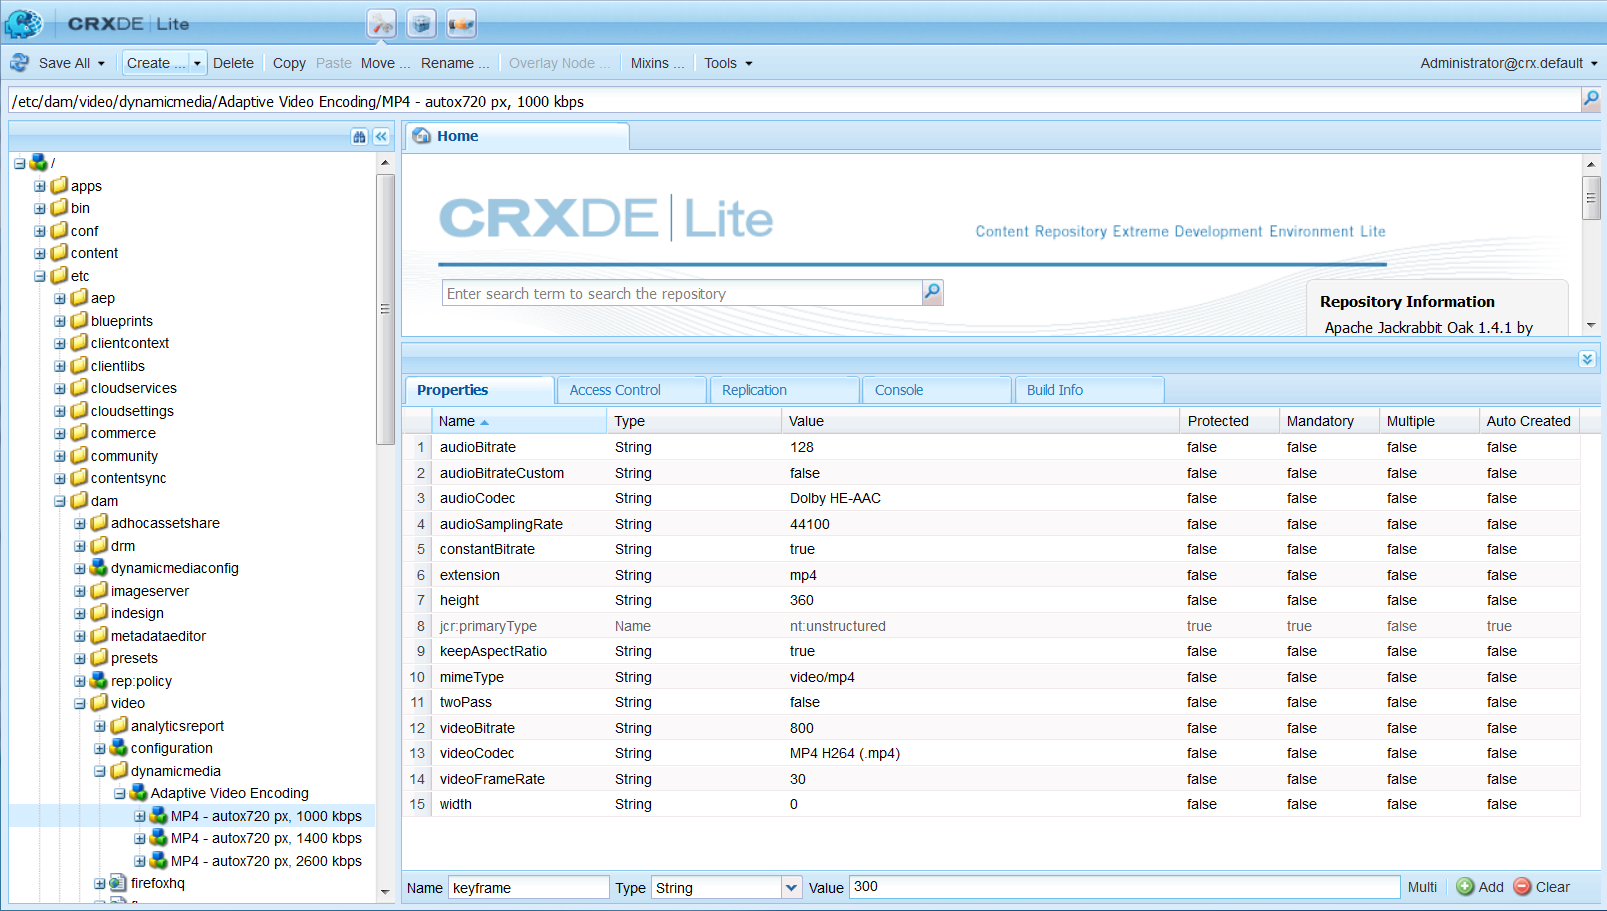 CRXDE | Lite
Save All Create ... Delete Copy Paste Move ... Rename ... Overlay Node ... Mixins ... Tools Administrator@crx.default
/etc/dam/video/dynamicmedia/Adaptive Video Encoding/MP4 - autox720 px, 1000 kbps
/
apps
bin
conf
content
etc
aep
blueprints
clientcontext
clientlibs
cloudservices
cloudsettings
commerce
community
contentsync
dam
adhocassetshare
drm
dynamicmediaconfig
imageserver
indesign
metadataeditor
presets
rep:policy
video
analyticsreport
configuration
dynamicmedia
Adaptive Video Encoding
MP4 - autox720 px, 1000 kbps
MP4 - autox720 px, 1400 kbps
MP4 - autox720 px, 2600 kbps
firefoxhq
Home
CRXDE | Lite
Content Repository Extreme Development Environment Lite
Enter search term to search the repository
Repository Information
Apache Jackrabbit Oak 1.4.1 by
Properties Access Control Replication Console Build Info
Name Type Value Protected Mandatory Multiple Auto Created
1 audioBitrate String 128 false false false false
2 audioBitrateCustom String false false false false false
3 audioCodec String Dolby HE-AAC false false false false
4 audioSamplingRate String 44100 false false false false
5 constantBitrate String true false false false false
6 extension String mp4 false false false false
7 height String 360 false false false false
8 jcr:primaryType Name nt:unstructured true true false true
9 keepAspectRatio String true false false false false
10 mimeType String video/mp4 false false false false
11 twoPass String false false false false false
12 videoBitrate String 800 false false false false
13 videoCodec String MP4 H264 (.mp4) false false false false
14 videoFrameRate String 30 false false false false
15 width String 0 false false false false
Name keyframe Type String Value 300 Multi Add Clear